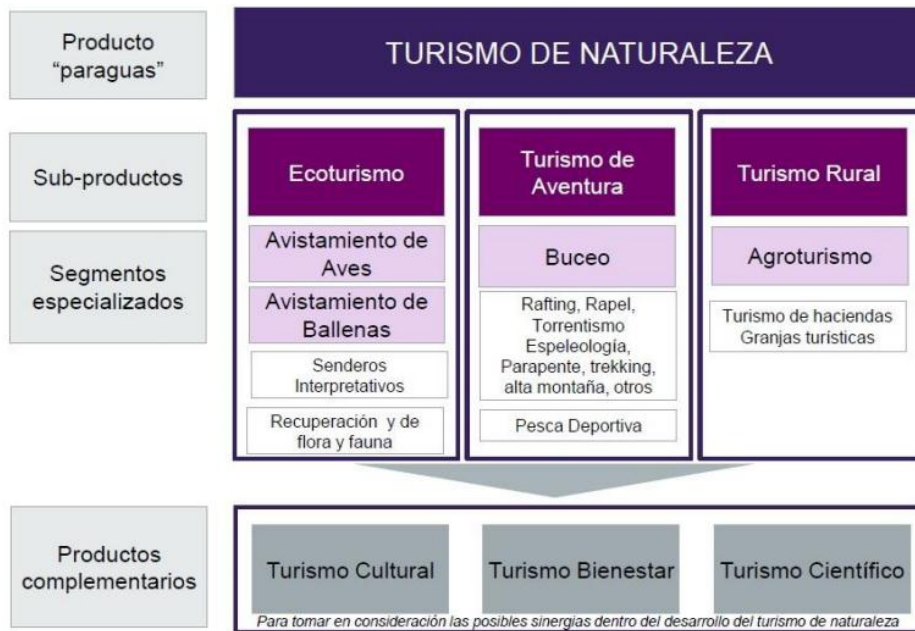 Producto
“paraguas”
TURISMO DE NATURALEZA
Sub-productos
Ecoturismo
Turismo de
Aventura
Turismo Rural
Segmentos
especializados
Avistamiento de
Aves
Avistamiento de
Ballenas
Senderos
Interpretativos
Recuperación y de
flora y fauna
Buceo
Rafting, Rapel,
Torrentismo
Espeleología,
Parapente, trekking,
alta montaña, otros
Pesca Deportiva
Agroturismo
Turismo de haciendas
Granjas turísticas
Productos
complementarios
Turismo Cultural
Turismo Bienestar
Turismo Científico
Para tomar en consideración las posibles sinergias dentro del desarrollo del turismo de naturaleza